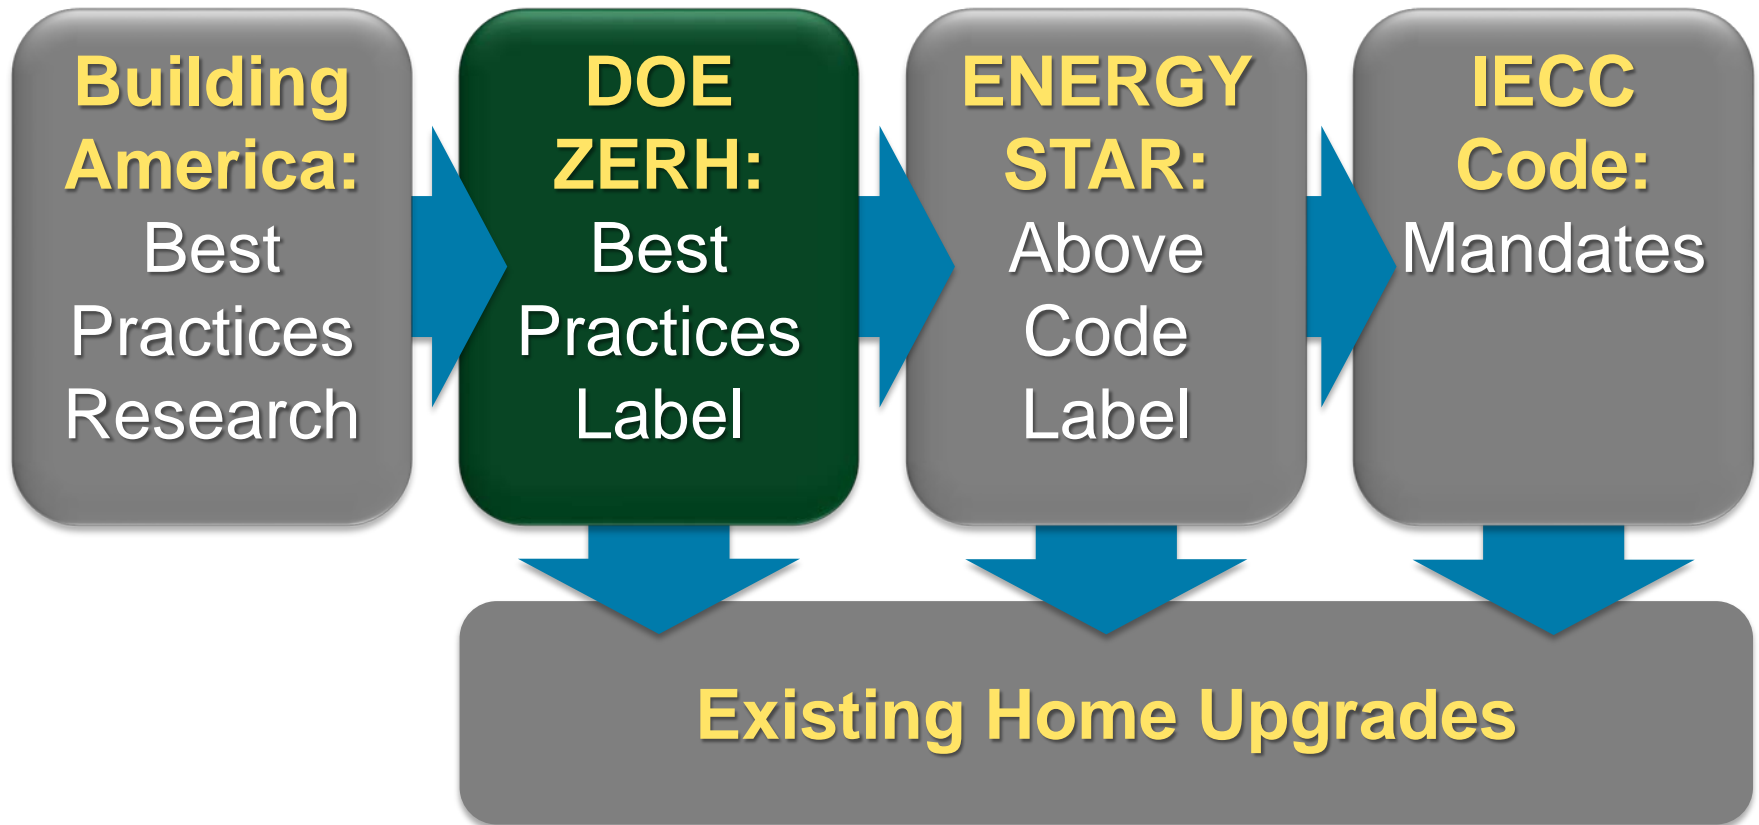 Building
America:
Best
Practices
Research
DOE
ZERH:
Best
Practices
Label
ENERGY
STAR:
Above
Code
Label
IECC
Code:
Mandates
Existing Home Upgrades